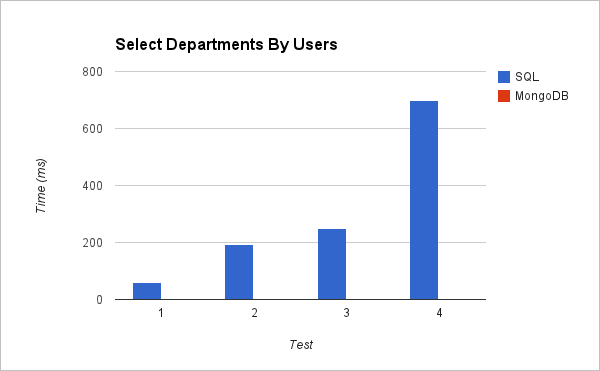 Select Departments By Users
800
600
400
200
0
Time (ms)
1 2 3 4
Test
SQL
MongoDB